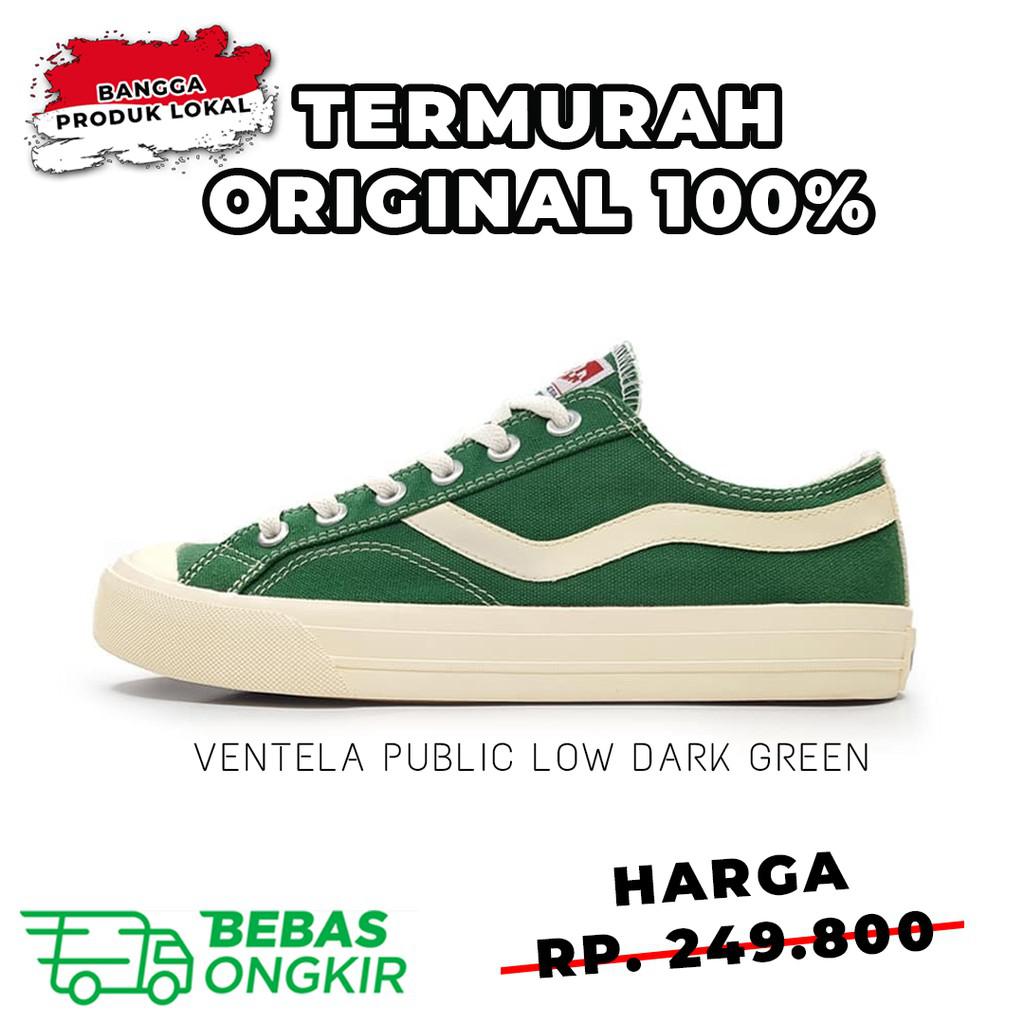 BANGGA
PRODUK LOKAL
TERMURAH
ORIGINAL 100%
VENTELA PUBLIC LOW DARK GREEN
HARGA
RP. 249.800
BEBAS
ONGKIR